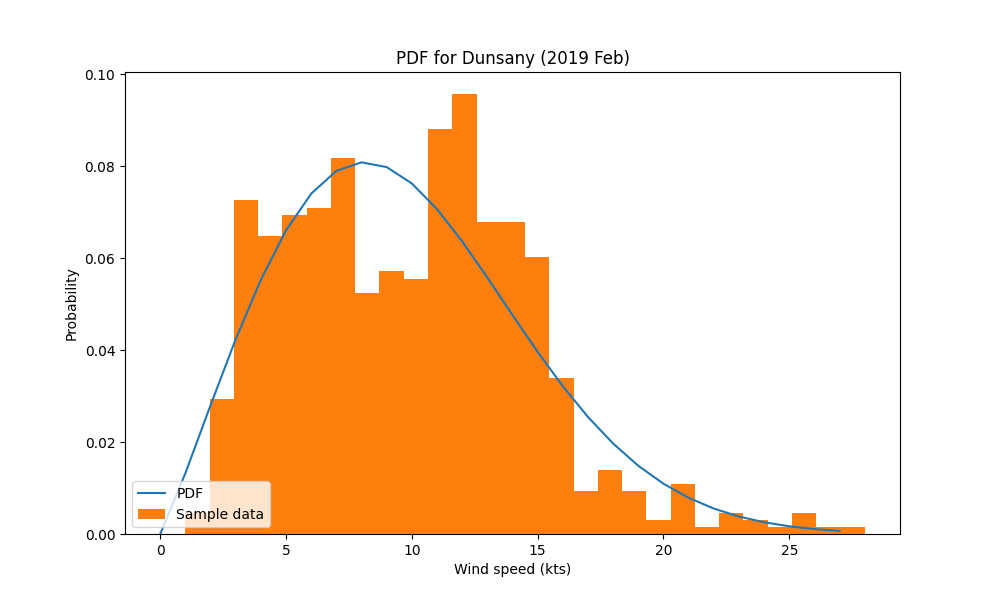 PDF for Dunsany (2019 Feb)
0.10
0.08
0.06
0.04
0.02
0.00
Probability
PDF
Sample data
0 5 10 15 20 25
Wind speed (kts)